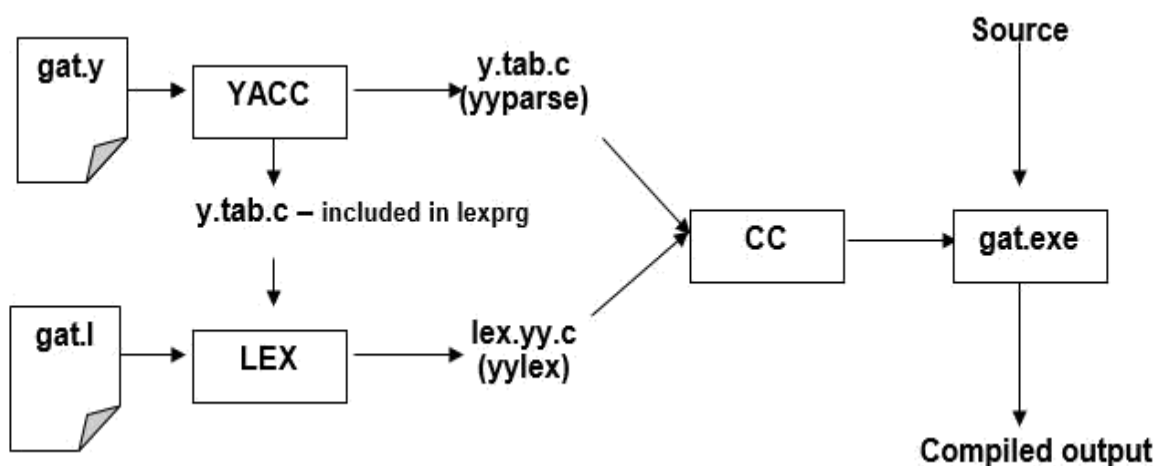 gat.y
YACC
y.tab.c
(yyparse)
Source
y.tab.c – included in lexprg
CC
gat.exe
gat.l
LEX
lex.yy.c
(yylex)
Compiled output